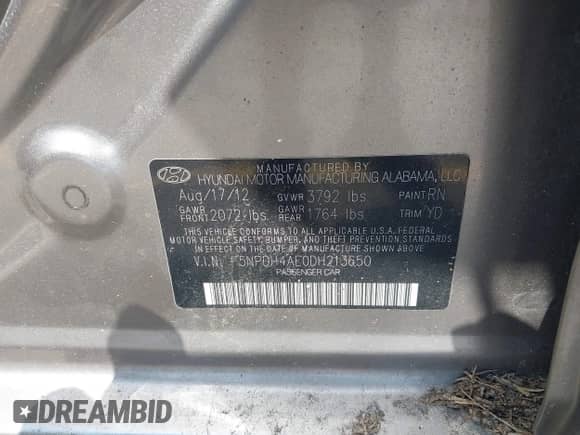 MANUFACTURED BY
HYUNDAI MOTOR MANUFACTURING ALABAMA, LLC
Aug/17/12 GVWR 3792 lbs PAINT RN
GAWR FRONT 2072 lbs GAWR REAR 1764 lbs TRIM YD
THIS VEHICLE CONFORMS TO ALL APPLICABLE U.S.A. FEDERAL
MOTOR VEHICLE SAFETY, BUMPER, AND THEFT PREVENTION
STANDARDS IN EFFECT ON THE DATE OF MANUFACTURE SHOWN ABOVE
V.I.N. : 5NPDH4AE0DH213650
PASSENGER CAR
DREAMBID